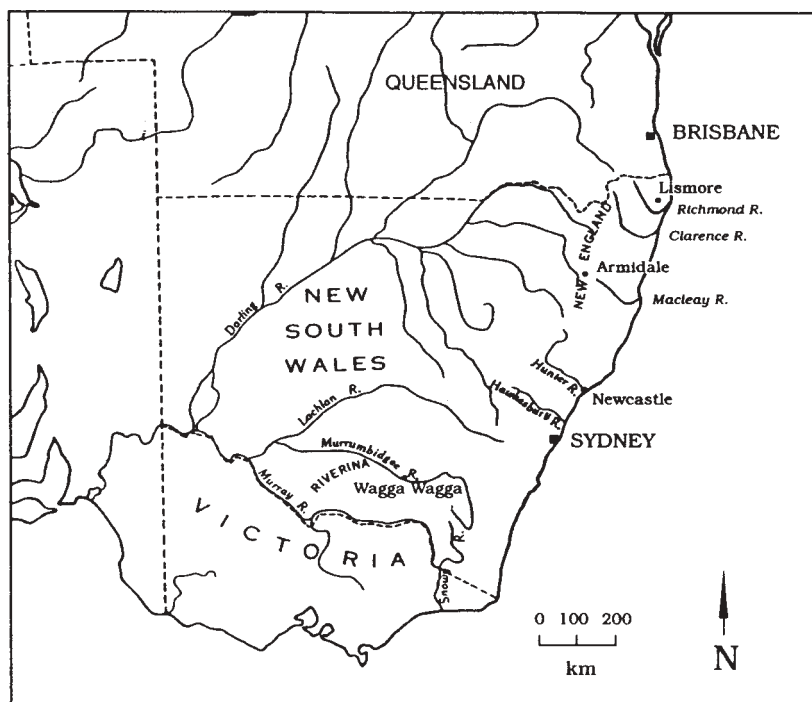 QUEENSLAND
BRISBANE
Lismore
Richmond R.
Clarence R.
NEW ENGLAND
Armidale
Macleay R.
Darling R.
NEW
SOUTH
WALES
Hunter R.
Newcastle
Hawkesbury R.
SYDNEY
Lachlan R.
Murrumbidgee R.
RIVERINA
Wagga Wagga
Murray R.
VICTORIA
Snowy R.
0 100 200
km
N